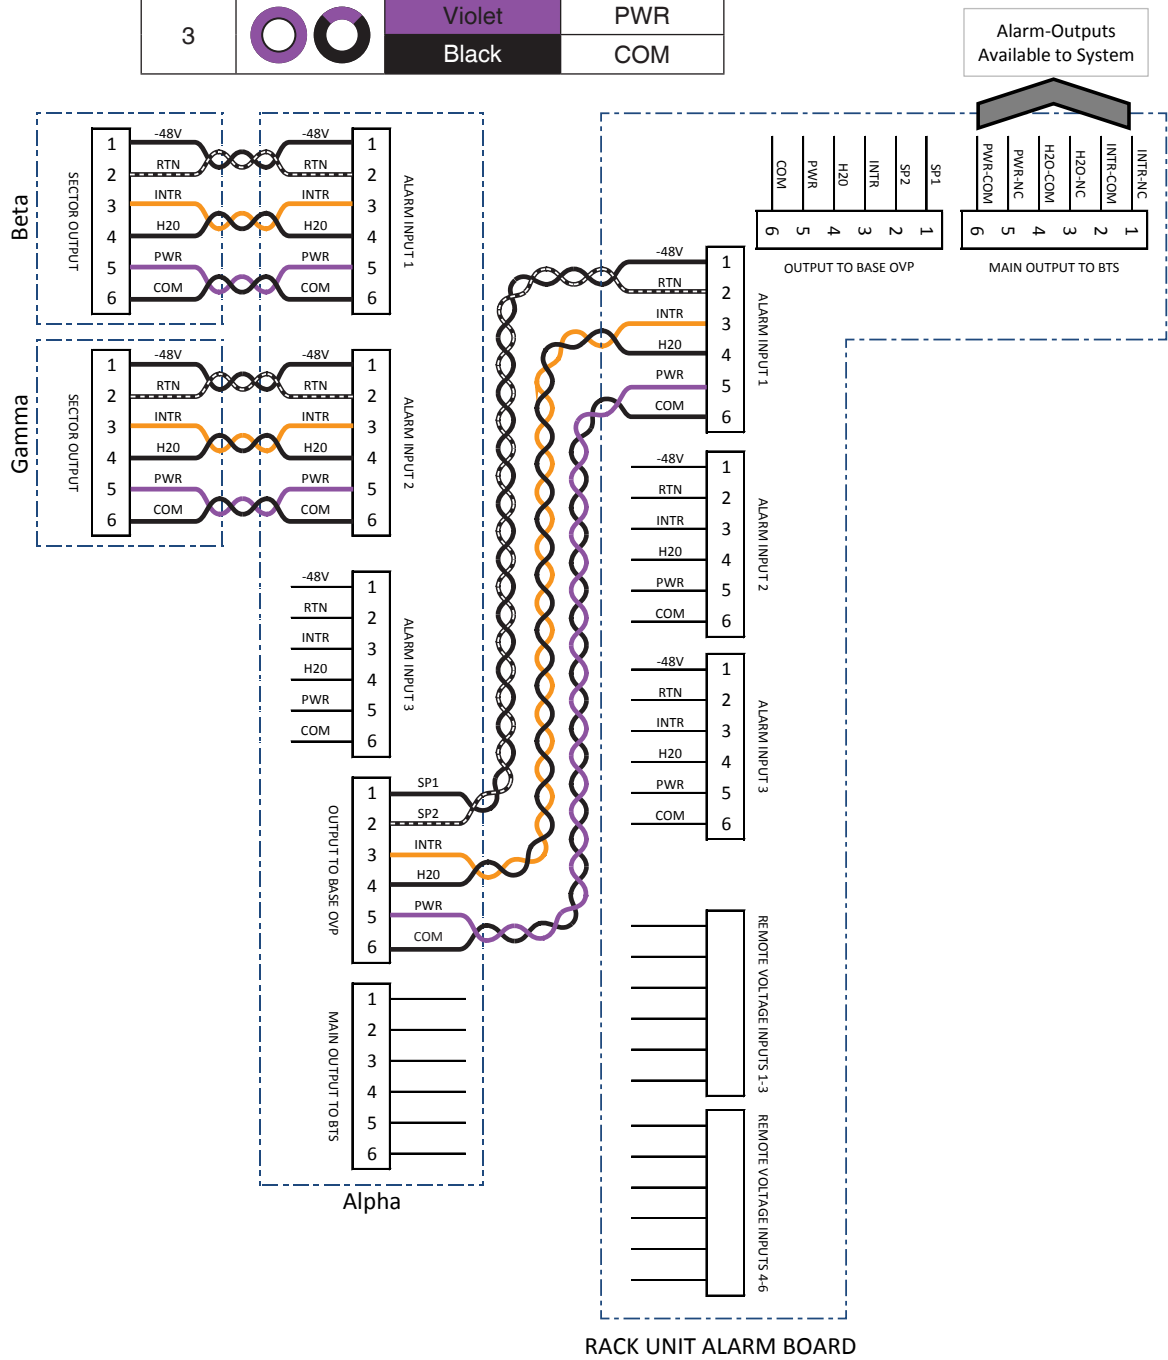 3
Violet
PWR
Black
COM
Alarm-Outputs
Available to System
Beta
SECTOR OUTPUT
1
2
3
4
5
6
-48V
RTN
INTR
H20
PWR
COM
-48V
RTN
INTR
H20
PWR
COM
1
2
3
4
5
6
ALARM INPUT 1
Gamma
SECTOR OUTPUT
1
2
3
4
5
6
-48V
RTN
INTR
H20
PWR
COM
-48V
RTN
INTR
H20
PWR
COM
1
2
3
4
5
6
ALARM INPUT 2
-48V
RTN
INTR
H20
PWR
COM
1
2
3
4
5
6
ALARM INPUT 3
OUTPUT TO BASE OVP
1
2
3
4
5
6
SP1
SP2
INTR
H20
PWR
COM
MAIN OUTPUT TO BTS
1
2
3
4
5
6
Alpha
COM
PWR
H20
INTR
SP2
SP1
6
5
4
3
2
1
OUTPUT TO BASE OVP
PWR-COM
PWR-NC
H2O-COM
H2O-NC
INTR-COM
INTR-NC
6
5
4
3
2
1
MAIN OUTPUT TO BTS
-48V
RTN
INTR
H20
PWR
COM
1
2
3
4
5
6
ALARM INPUT 1
-48V
RTN
INTR
H20
PWR
COM
1
2
3
4
5
6
ALARM INPUT 2
-48V
RTN
INTR
H20
PWR
COM
1
2
3
4
5
6
ALARM INPUT 3
REMOTE VOLTAGE INPUTS 1-3
REMOTE VOLTAGE INPUTS 4-6
RACK UNIT ALARM BOARD